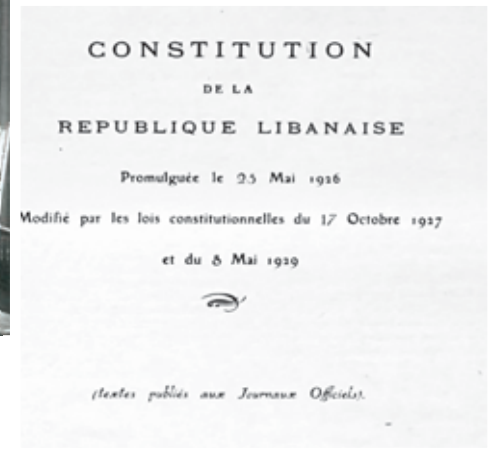 CONSTITUTION
DE LA
REPUBLIQUE LIBANAISE
Promulguée le 23 Mai 1926
Modifié par les lois constitutionnelles du 17 Octobre 1927
et du 8 Mai 1929
(textes publiés aux Journaux Officiels).